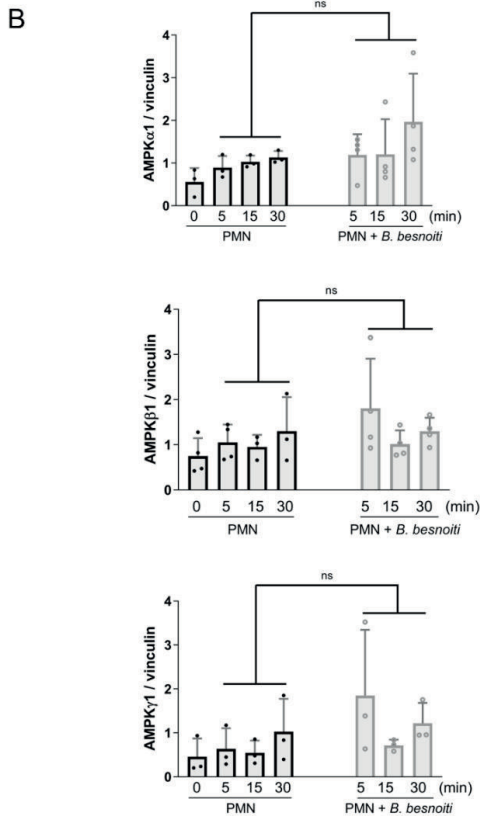 B
ns
AMPKα1 / vinculin
4
3
2
1
0
0 5 15 30 5 15 30 (min)
PMN PMN + B. besnoiti
ns
AMPKβ1 / vinculin
4
3
2
1
0
0 5 15 30 5 15 30 (min)
PMN PMN + B. besnoiti
ns
AMPKγ1 / vinculin
4
3
2
1
0
0 5 15 30 5 15 30 (min)
PMN PMN + B. besnoiti